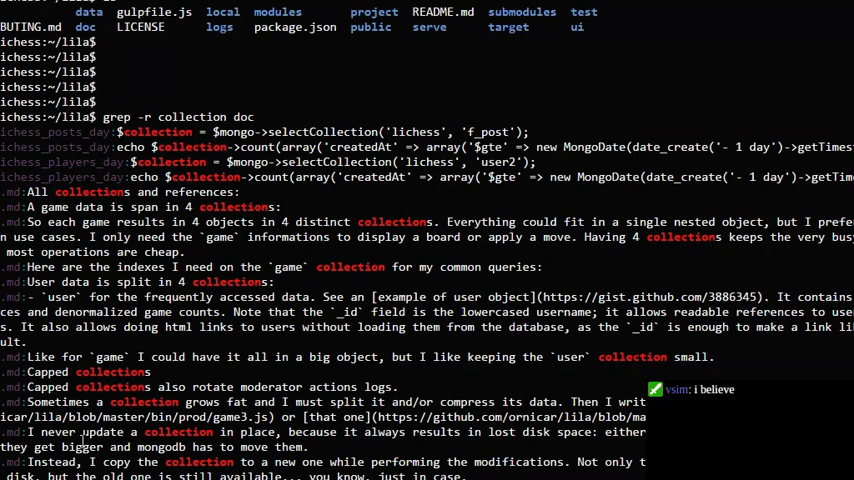 data gulpfile.js local modules project README.md submodules test
BUTING.md doc LICENSE logs package.json public serve target ui
ichess:~/lila$
ichess:~/lila$
ichess:~/lila$
ichess:~/lila$
ichess:~/lila$
ichess:~/lila$ grep -r collection doc
ichess_posts_day:$collection = $mongo->selectCollection('lichess', 'f_post');
ichess_posts_day:echo $collection->count(array('createdAt' => array('$gte' => new MongoDate(date_create('- 1 day')->getTimes
ichess_players_day:$collection = $mongo->selectCollection('lichess', 'user2');
ichess_players_day:echo $collection->count(array('createdAt' => array('$gte' => new MongoDate(date_create('- 1 day')->getTi
.md:All collections and references:
.md:A game data is span in 4 collections:
.md:So each game results in 4 objects in 4 distinct collections. Everything could fit in a single nested object, but I prefe
n use cases. I only need the `game` informations to display a board or apply a move. Having 4 collections keeps the very busy
most operations are cheap.
.md:Here are the indexes I need on the `game` collection for my common queries:
.md:User data is split in 4 collections:
.md:- `user` for the frequently accessed data. See an [example of user object](https://gist.github.com/3886345). It contains
ces and denormalized game counts. Note that the `_id` field is the lowercased username; it allows readable references to use
s. It also allows doing html links to users without loading them from the database, as the `_id` is enough to make a link li
ult.
.md:Like for `game` I could have it all in a big object, but I like keeping the `user` collection small.
.md:Capped collections
.md:Capped collections also rotate moderator actions logs.
.md:Sometimes a collection grows fat and I must split it and/or compress its data. Then I writ
icar/lila/blob/master/bin/prod/game3.js) or [that one](https://github.com/ornicar/lila/blob/ma
.md:I never update a collection in place, because it always results in lost disk space: either
they get bigger and mongodb has to move them.
.md:Instead, I copy the collection to a new one while performing the modifications. Not only t
disk, but the old one is still available... you know, just in case.
vsim: i believe